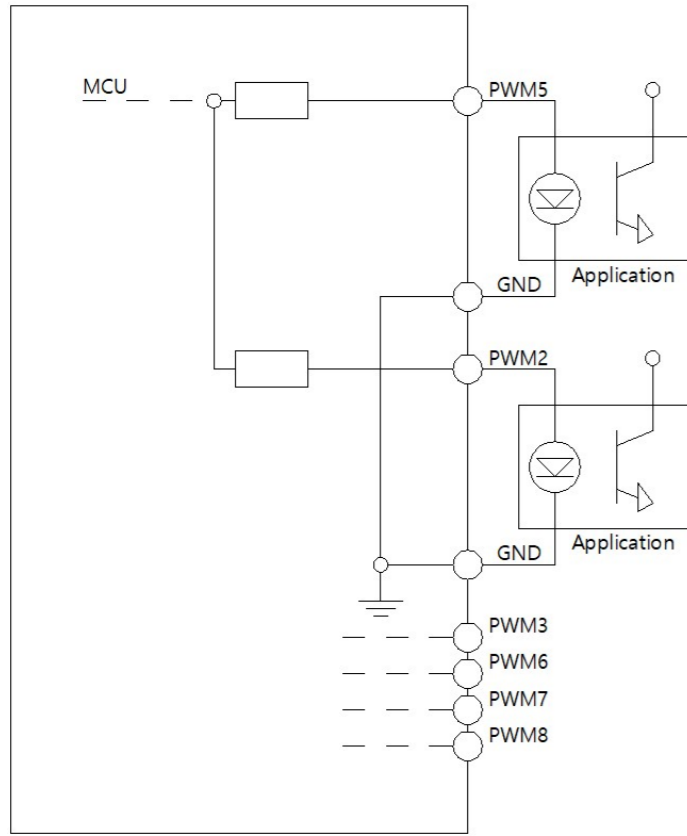 MCU
PWM5
Application
GND
PWM2
Application
GND
PWM3
PWM6
PWM7
PWM8